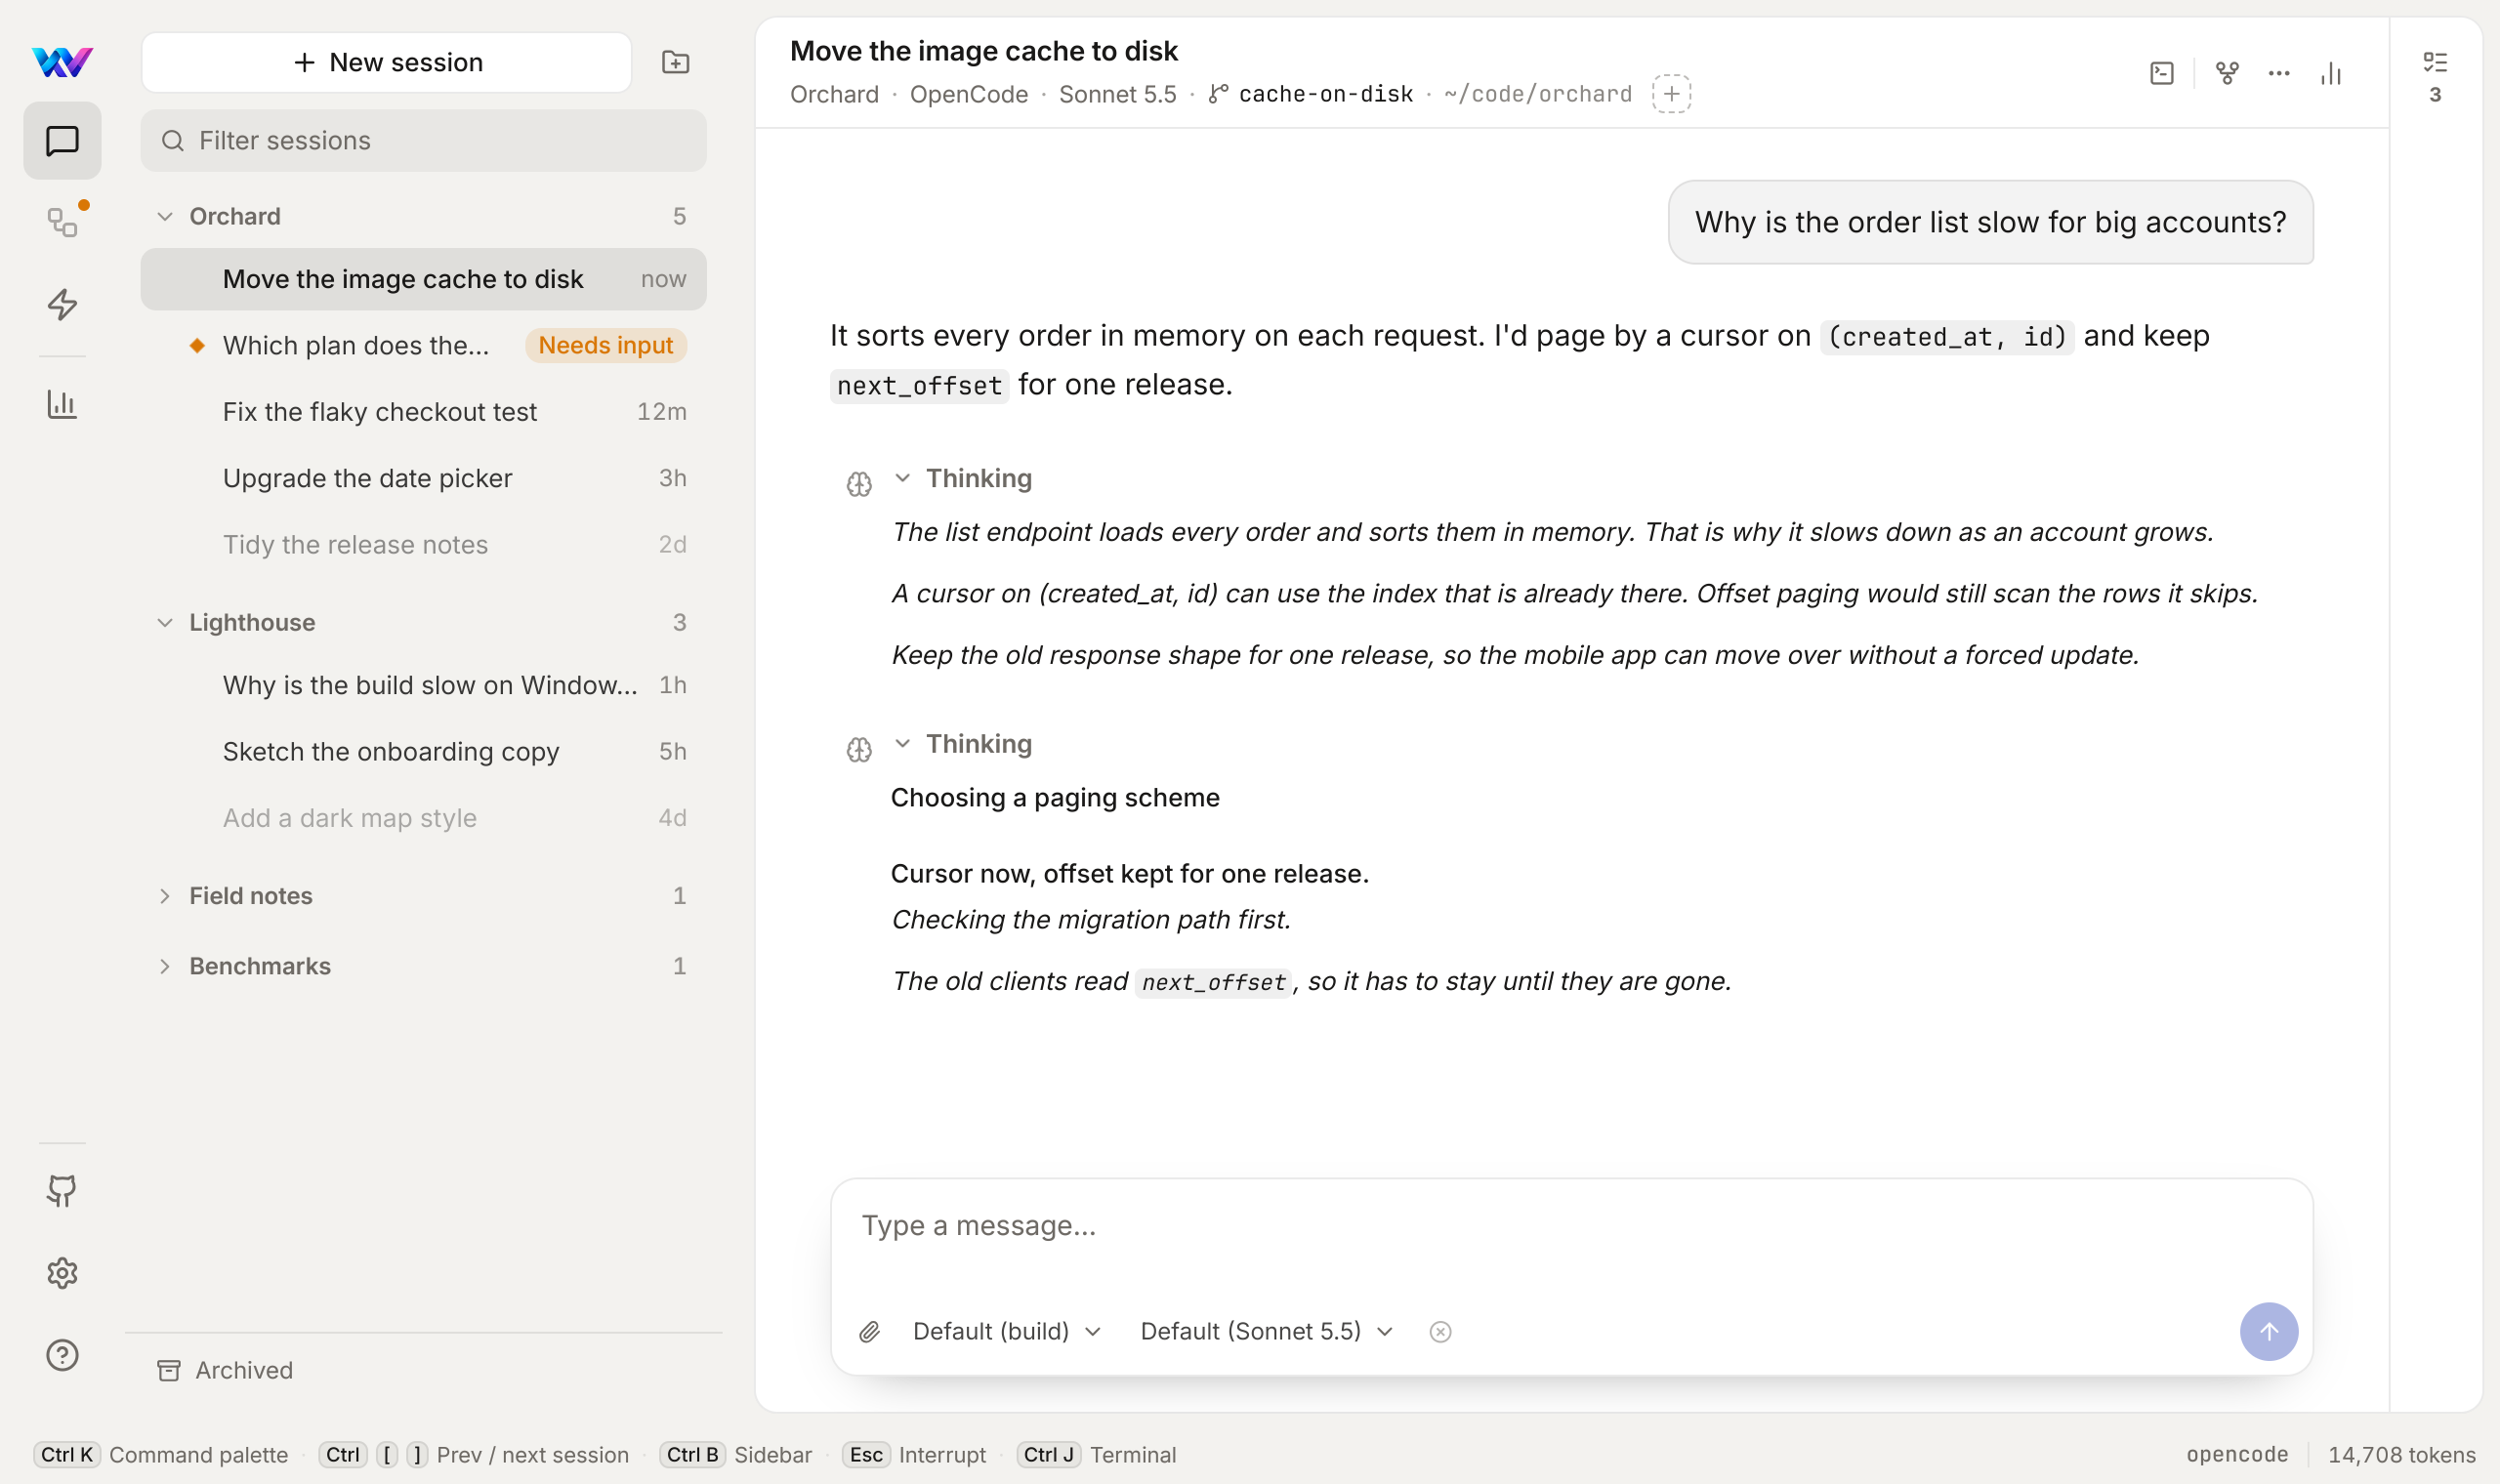 New session
Filter sessions
Orchard 5
Move the image cache to disk now
Which plan does the... Needs input
Fix the flaky checkout test 12m
Upgrade the date picker 3h
Tidy the release notes 2d
Lighthouse 3
Why is the build slow on Window... 1h
Sketch the onboarding copy 5h
Add a dark map style 4d
Field notes 1
Benchmarks 1
Archived
Move the image cache to disk
Orchard · OpenCode · Sonnet 5.5 · cache-on-disk · ~/code/orchard
3
Why is the order list slow for big accounts?
It sorts every order in memory on each request. I'd page by a cursor on (created_at, id) and keep
next_offset for one release.
Thinking
The list endpoint loads every order and sorts them in memory. That is why it slows down as an account grows.
A cursor on (created_at, id) can use the index that is already there. Offset paging would still scan the rows it skips.
Keep the old response shape for one release, so the mobile app can move over without a forced update.
Thinking
Choosing a paging scheme
Cursor now, offset kept for one release.
Checking the migration path first.
The old clients read next_offset, so it has to stay until they are gone.
Type a message...
Default (build) Default (Sonnet 5.5)
Ctrl K Command palette · Ctrl [ ] Prev / next session · Ctrl B Sidebar · Esc Interrupt · Ctrl J Terminal
opencode 14,708 tokens